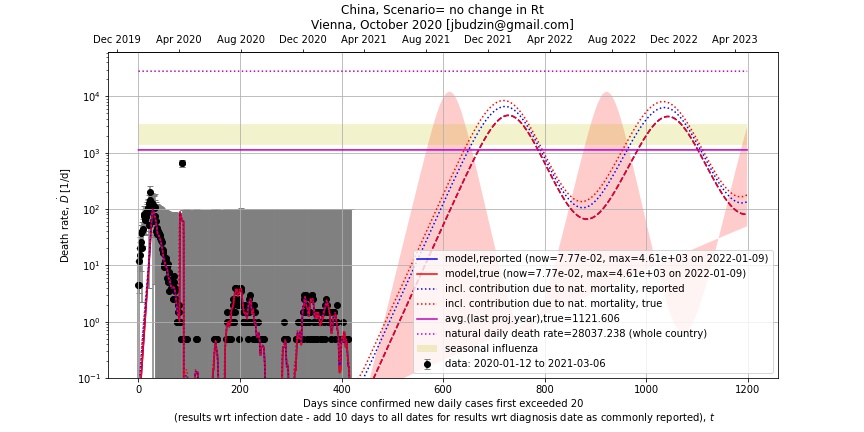 China, Scenario= no change in Rt
Vienna, October 2020 [jbudzin@gmail.com]
Dec 2019 Apr 2020 Aug 2020 Dec 2020 Apr 2021 Aug 2021 Dec 2021 Apr 2022 Aug 2022 Dec 2022 Apr 2023
Death rate, D [1/d]
10⁴
10³
10²
10¹
10⁰
10⁻¹
model,reported (now=7.77e-02, max=4.61e+03 on 2022-01-09)
model,true (now=7.77e-02, max=4.61e+03 on 2022-01-09)
incl. contribution due to nat. mortality, reported
incl. contribution due to nat. mortality, true
avg.(last proj.year),true=1121.606
natural daily death rate=28037.238 (whole country)
seasonal influenza
data: 2020-01-12 to 2021-03-06
0 200 400 600 800 1000 1200
Days since confirmed new daily cases first exceeded 20
(results wrt infection date - add 10 days to all dates for results wrt diagnosis date as commonly reported), t